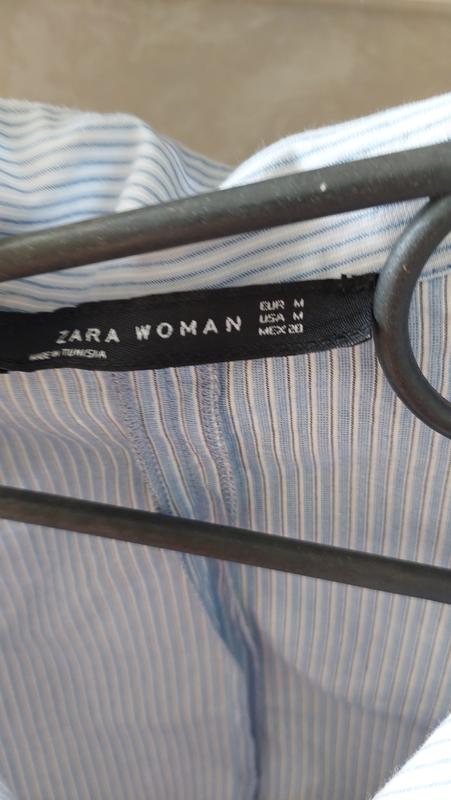 ZARA WOMAN
MADE IN TUNISIA
EUR M
USA M
MEX 28